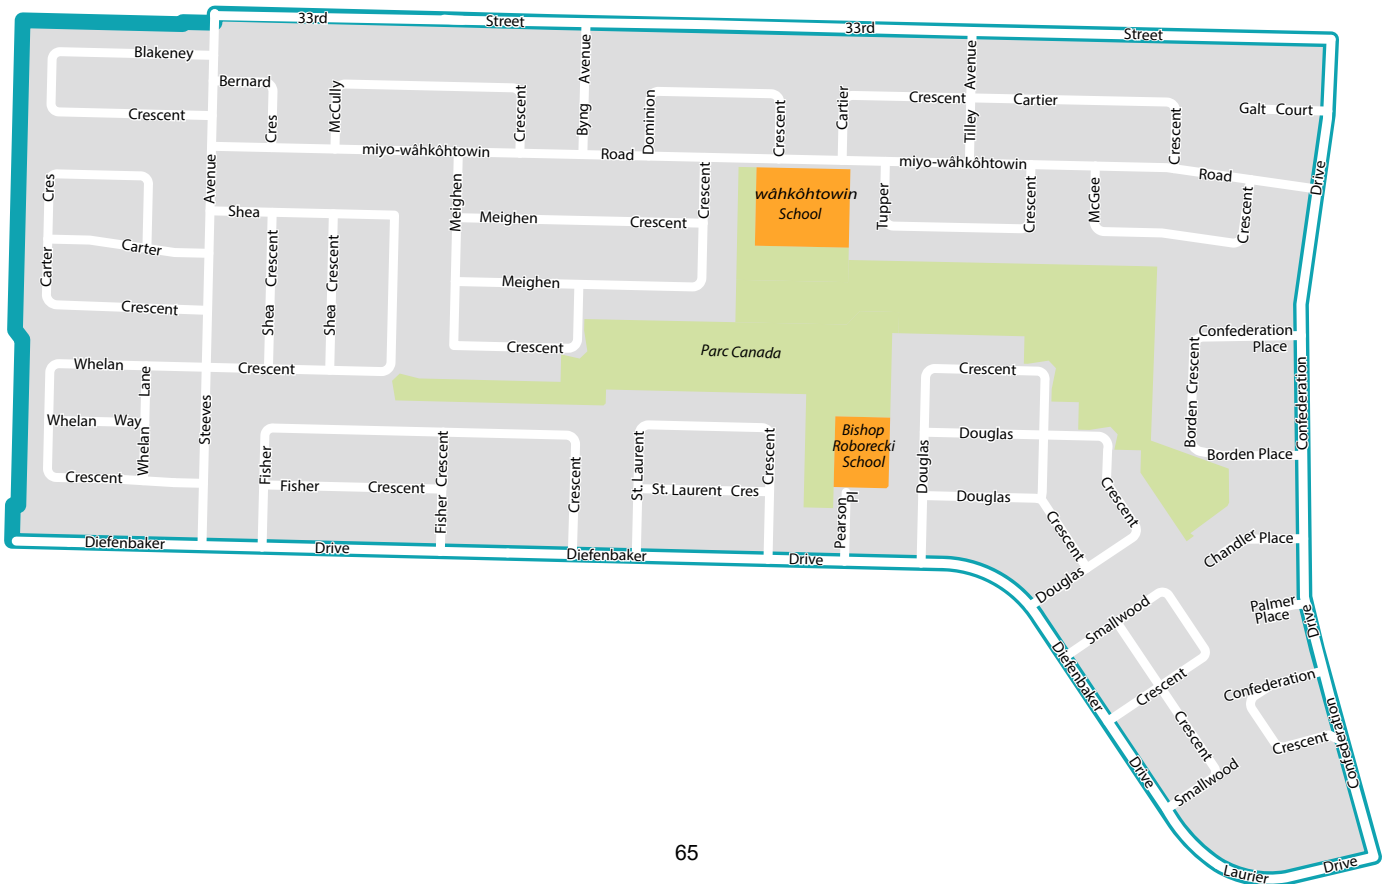 33rd
Street
33rd
Street
Blakeney
Crescent
Bernard
Cres
McCully
Crescent
Byng
Avenue
Dominion
Crescent
Cartier
Crescent
Cartier
Crescent
Tilley
Avenue
Galt Court
Drive
miyo-wâhkôhtowin
Road
miyo-wâhkôhtowin
Road
Avenue
Cres
Carter
Carter
Crescent
Shea
Shea
Crescent
Shea
Crescent
Meighen
Meighen
Crescent
Crescent
Meighen
Crescent
wâhkôhtowin
School
Tupper
Crescent
McGee
Crescent
Parc Canada
Confederation
Place
Borden Crescent
Borden Place
Confederation
Whelan
Crescent
Whelan Way
Whelan
Lane
Crescent
Steeves
Fisher
Fisher
Crescent
Fisher
Crescent
Crescent
St. Laurent
St. Laurent Cres
Crescent
Bishop
Roborecki
School
Pearson
Pl
Crescent
Douglas
Douglas
Douglas
Crescent
Crescent
Douglas
Chandler
Place
Palmer
Place
Drive
Diefenbaker
Drive
Diefenbaker
Drive
Smallwood
Crescent
Crescent
Smallwood
Diefenbaker
Drive
Confederation
Crescent
Confederation
Laurier
Drive
65